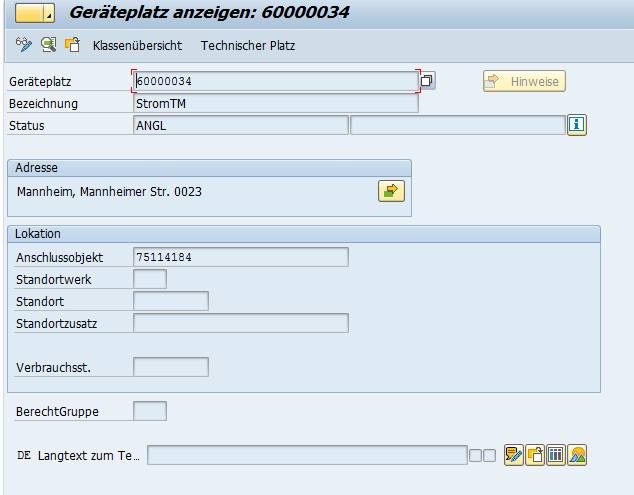 Geräteplatz anzeigen: 60000034
Klassenübersicht Technischer Platz
Geräteplatz 60000034 Hinweise
Bezeichnung StromTM
Status ANGL
Adresse
Mannheim, Mannheimer Str. 0023
Lokation
Anschlussobjekt 75114184
Standortwerk
Standort
Standortzusatz
Verbrauchsst.
BerechtGruppe
DE Langtext zum Te…